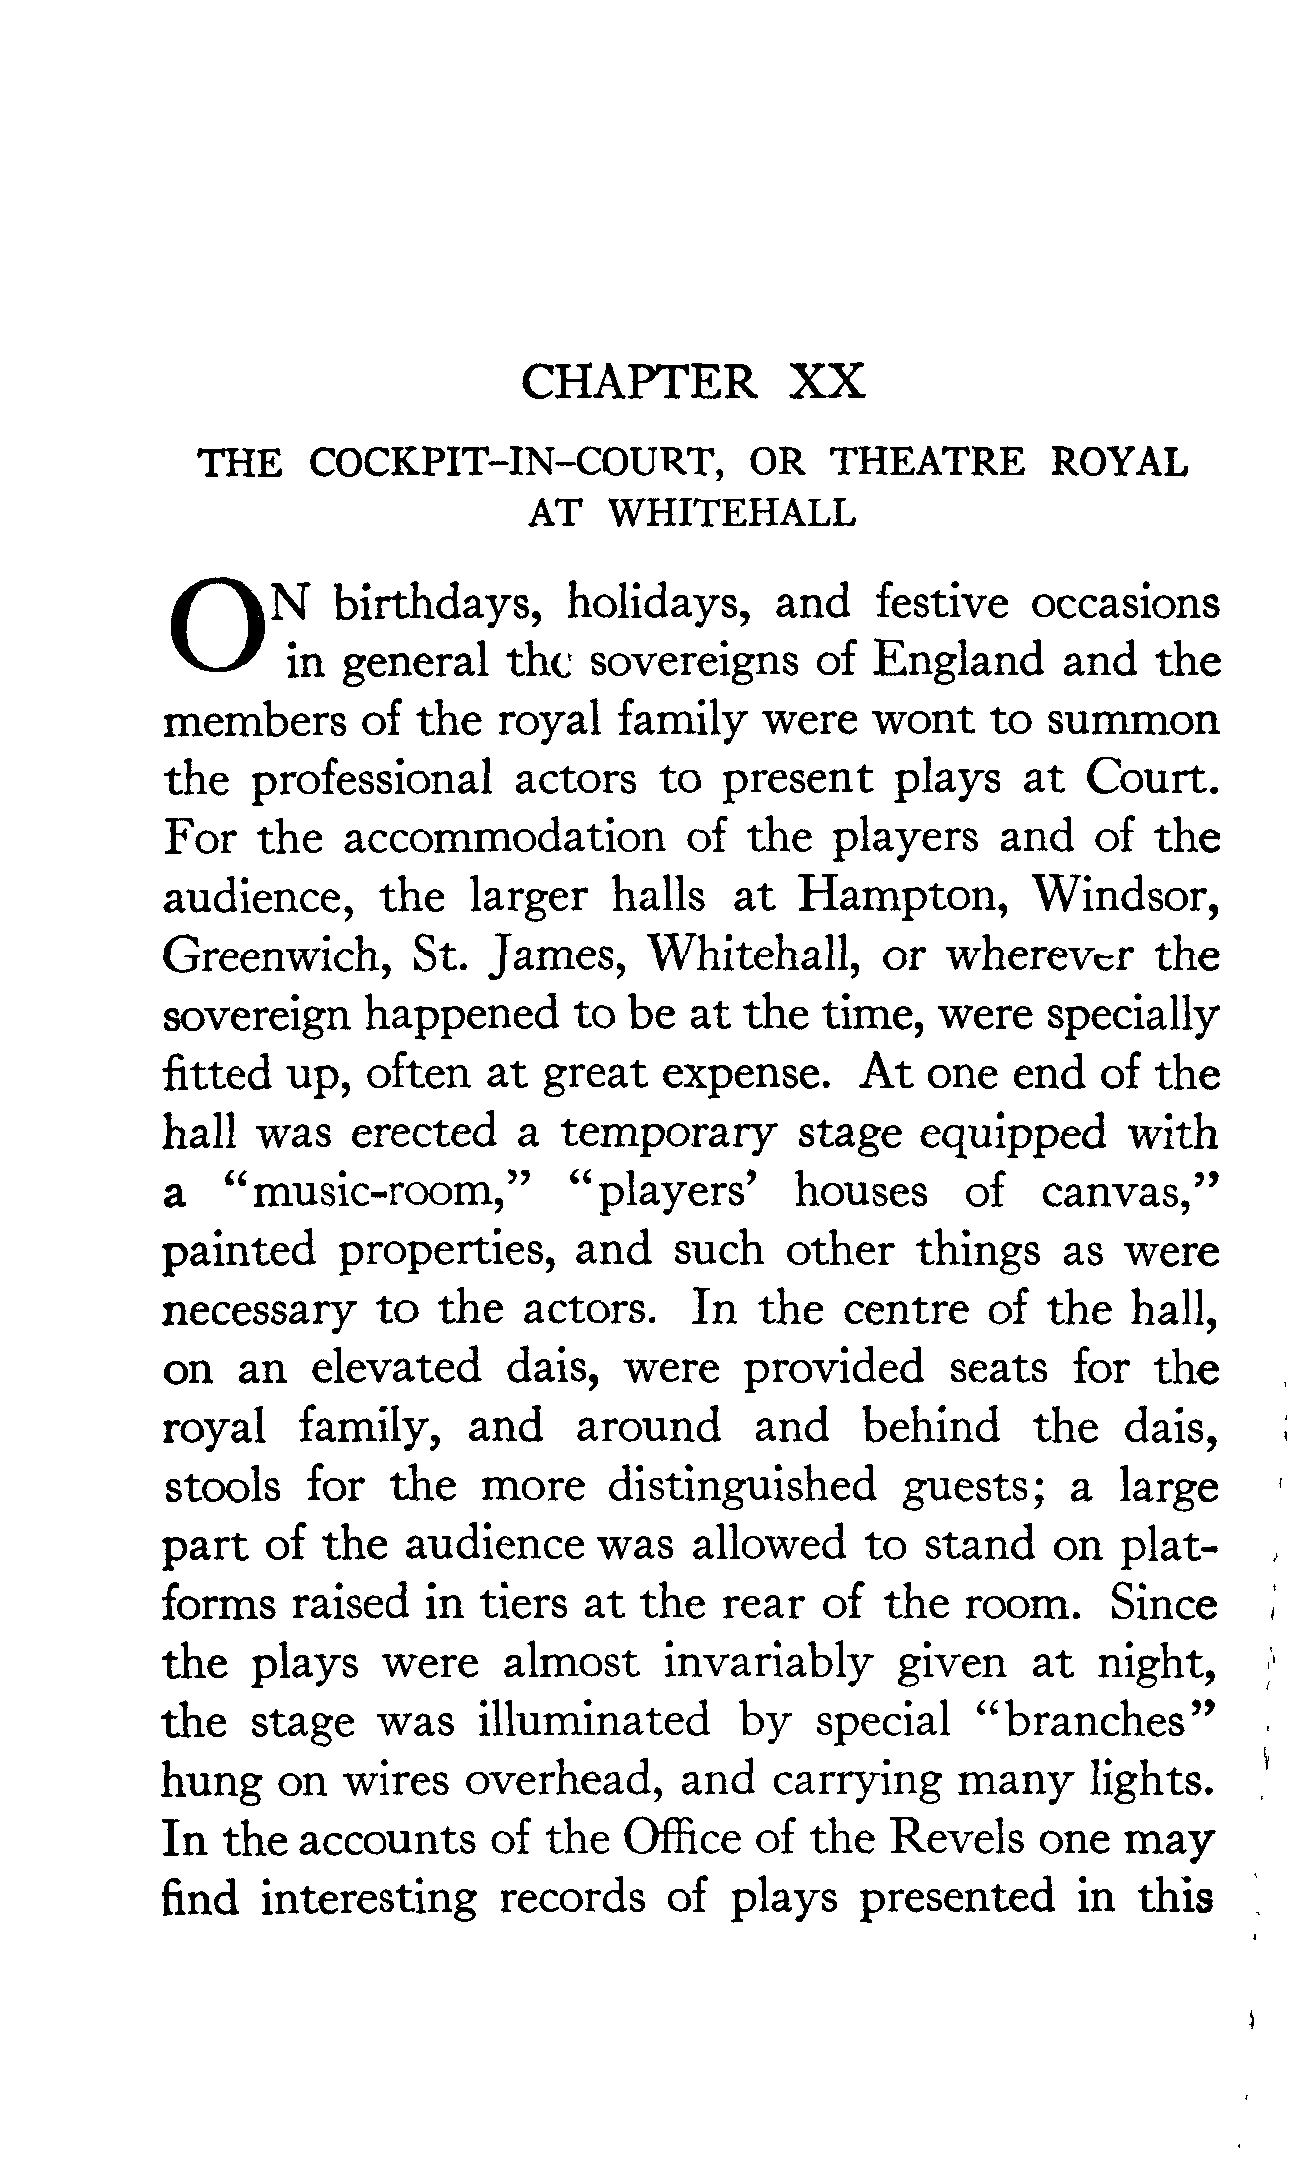 CHAPTER XX
THE COCKPIT-IN-COURT, OR THEATRE ROYAL
AT WHITEHALL
ON birthdays, holidays, and festive occasions
in general the sovereigns of England and the
members of the royal family were wont to summon
the professional actors to present plays at Court.
For the accommodation of the players and of the
audience, the larger halls at Hampton, Windsor,
Greenwich, St. James, Whitehall, or wherever the
sovereign happened to be at the time, were specially
fitted up, often at great expense. At one end of the
hall was erected a temporary stage equipped with
a "music-room," "players' houses of canvas,"
painted properties, and such other things as were
necessary to the actors. In the centre of the hall,
on an elevated dais, were provided seats for the
royal family, and around and behind the dais,
stools for the more distinguished guests; a large
part of the audience was allowed to stand on plat-
forms raised in tiers at the rear of the room. Since
the plays were almost invariably given at night,
the stage was illuminated by special "branches"
hung on wires overhead, and carrying many lights.
In the accounts of the Office of the Revels one may
find interesting records of plays presented in this